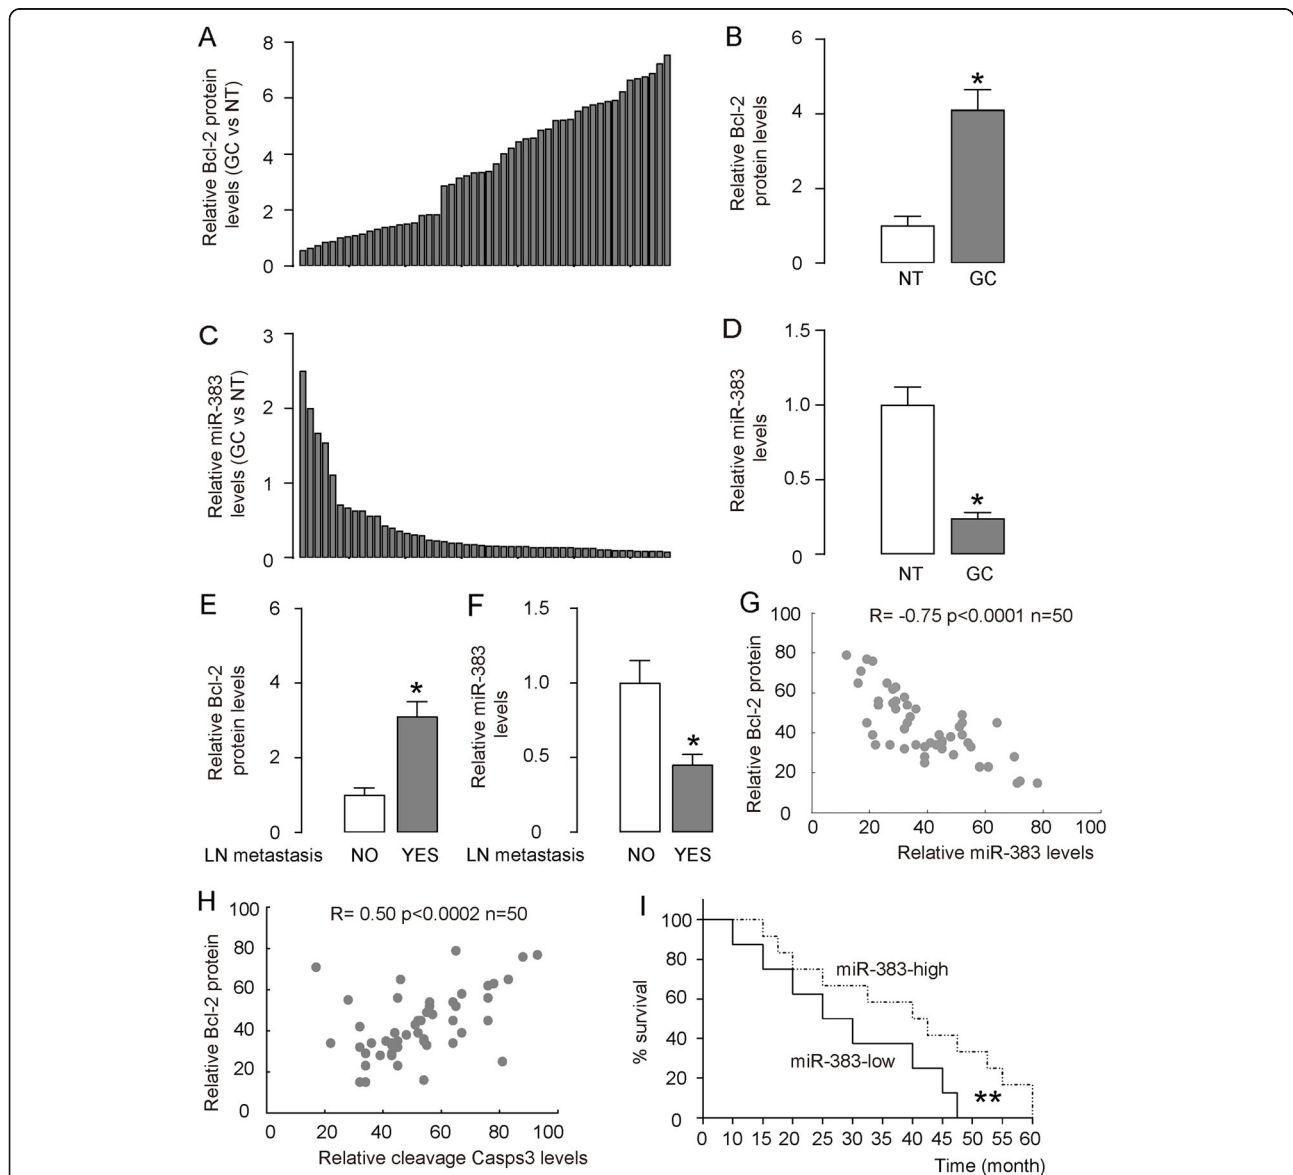 A
Relative Bcl-2 protein
levels (GC vs NT)
8
6
4
2
0
B
Relative Bcl-2
protein levels
6
4
2
0
*
NT GC
C
Relative miR-383
levels (GC vs NT)
3
2
1
0
D
Relative miR-383
levels
1.5
1.0
0.5
0
*
NT GC
E
Relative Bcl-2
protein levels
6
4
2
0
*
LN metastasis NO YES
F
Relative miR-383
levels
1.5
1.0
0.5
0
*
LN metastasis NO YES
G
R= -0.75 p<0.0001 n=50
Relative Bcl-2 protein
100
80
60
40
20
0
0 20 40 60 80 100
Relative miR-383 levels
H
R= 0.50 p<0.0002 n=50
Relative Bcl-2 protein
100
80
60
40
20
0
0 20 40 60 80 100
Relative cleavage Casps3 levels
I
% survival
100
80
60
40
20
0
miR-383-high
miR-383-low
**
0 10 15 20 25 30 35 40 45 50 55 60
Time (month)